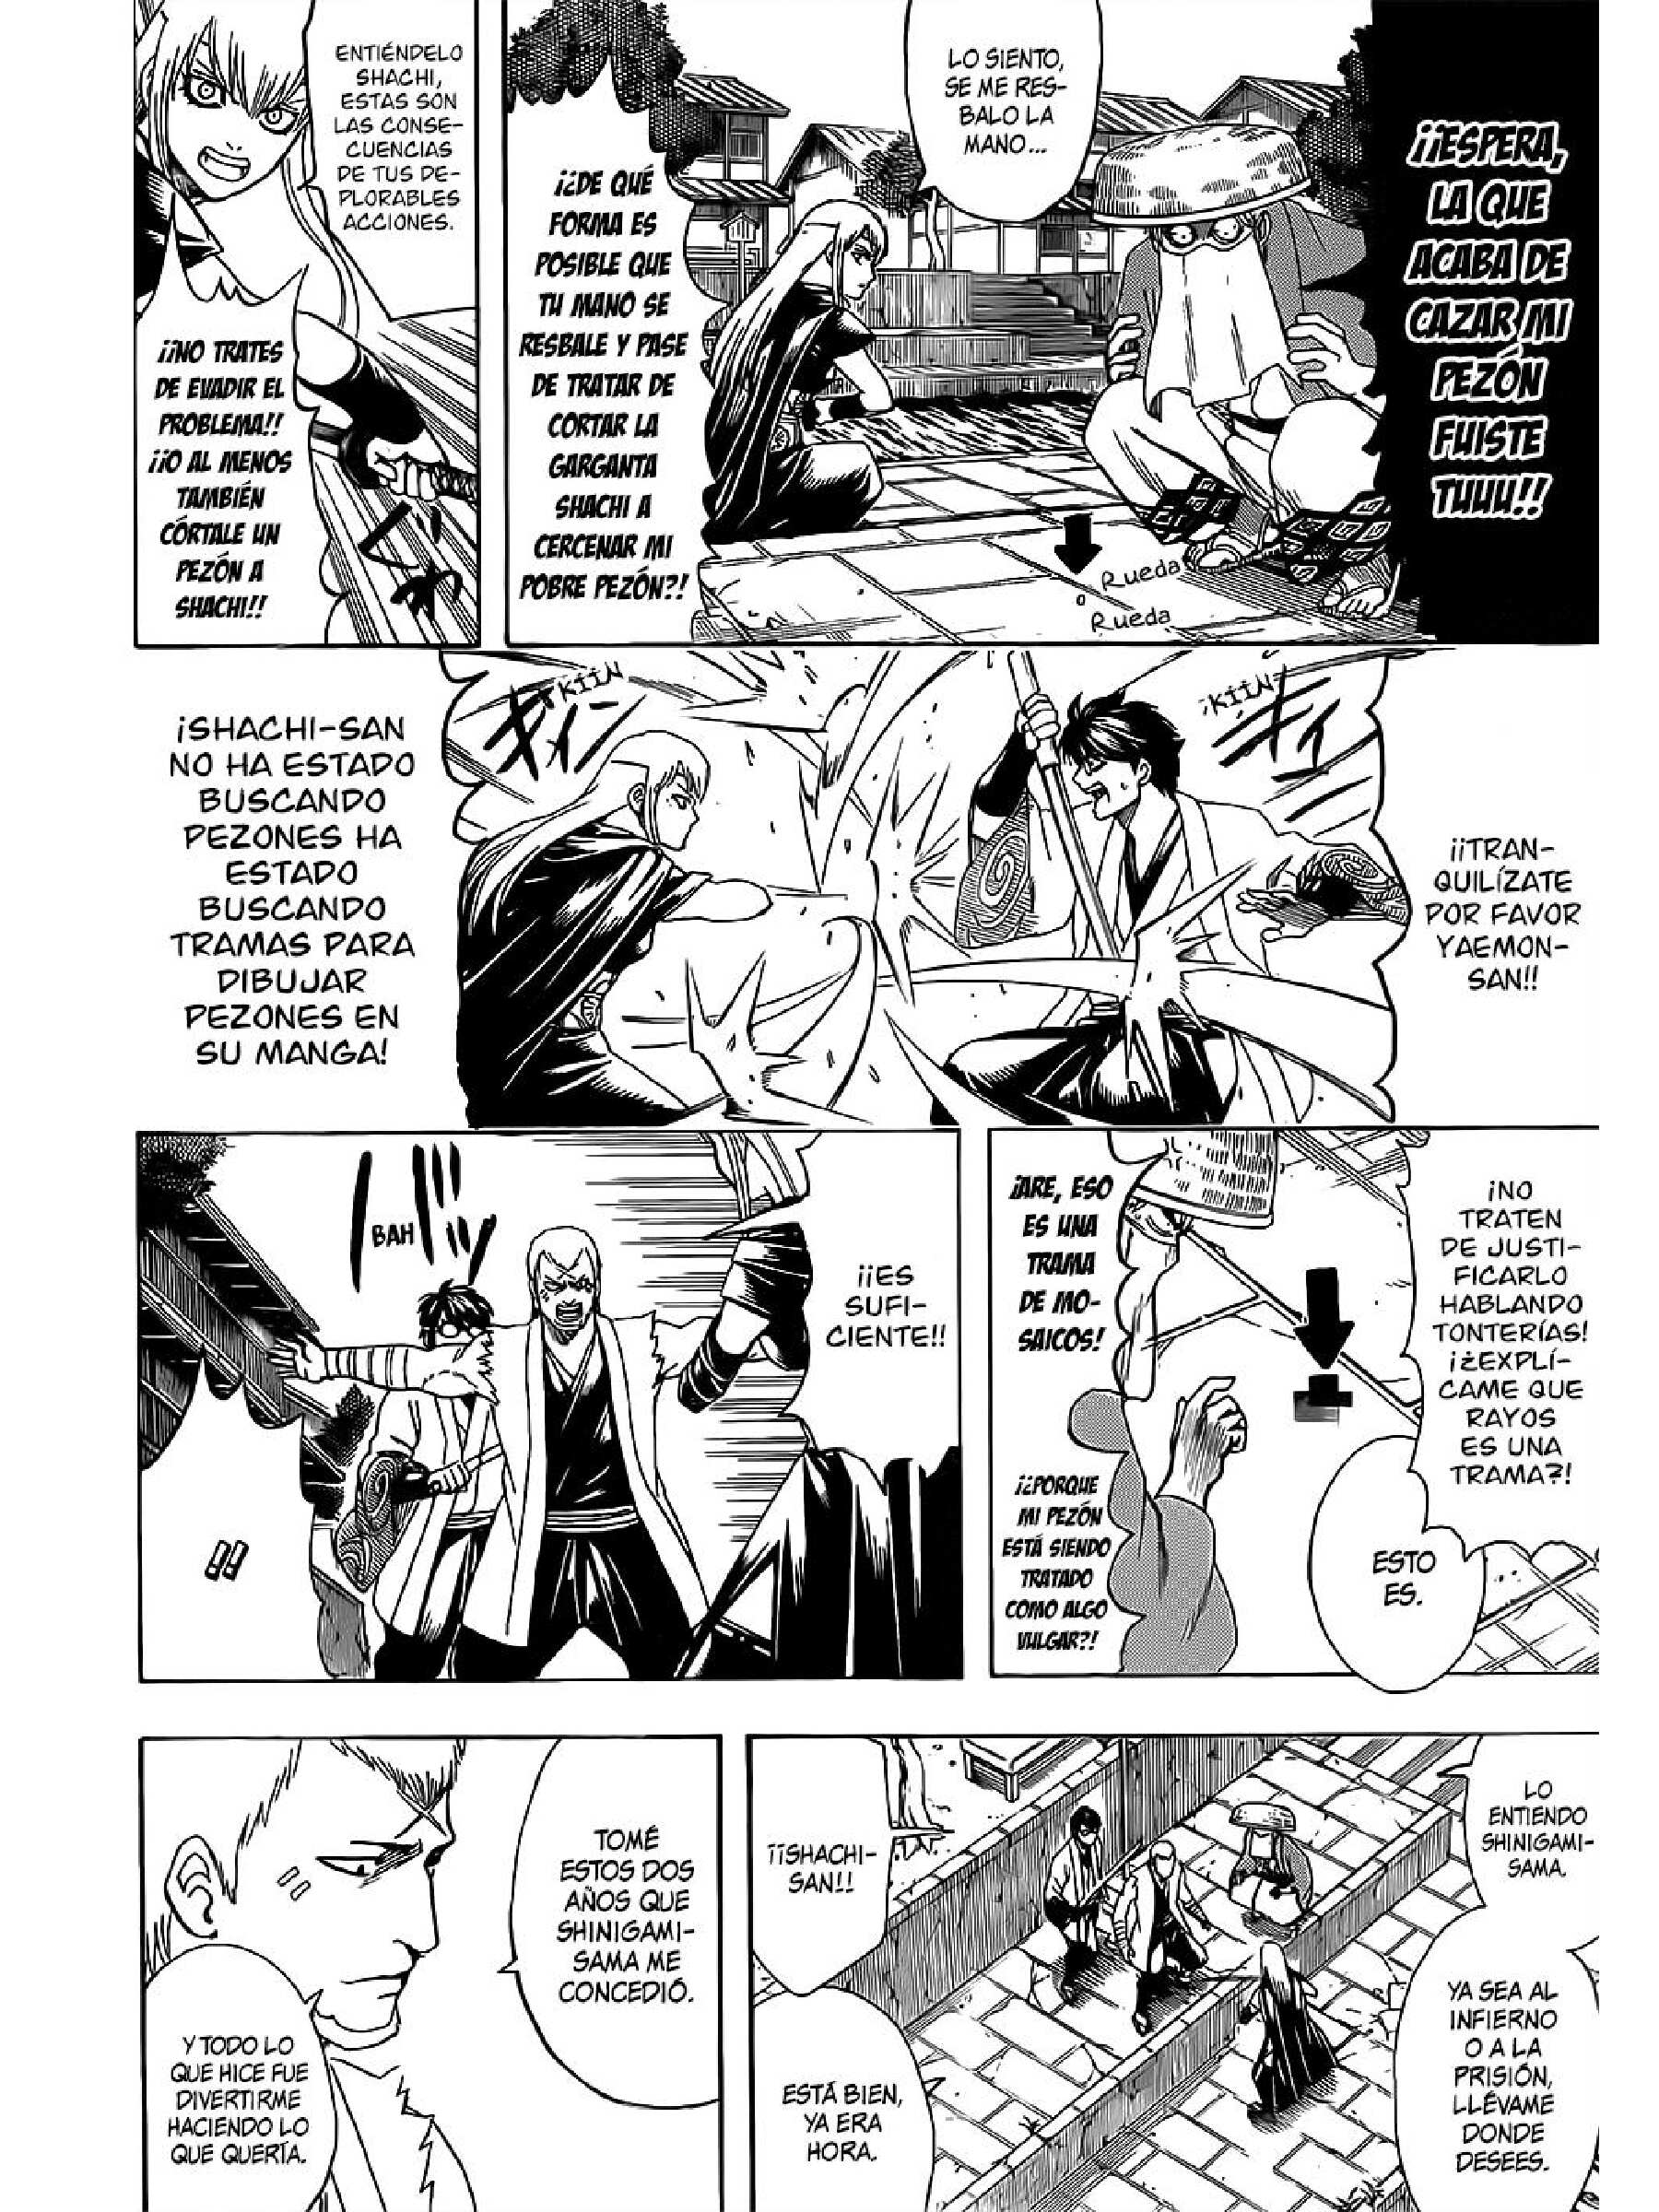 ¡¡ESPERA,
LA QUE
ACABA DE
CAZAR MI
PEZÓN
FUISTE
TUUU!!
LO SIENTO,
SE ME RES-
BALO LA
MANO...
¡¿DE QUÉ
FORMA ES
POSIBLE QUE
TU MANO SE
RESBALE Y PASE
DE TRATAR DE
CORTAR LA
GARGANTA
SHACHI A
CERCENAR MI
POBRE PEZÓN?!
Rueda
Rueda
ENTIÉNDELO
SHACHI,
ESTAS SON
LAS CONSE-
CUENCIAS
DE TUS DE-
PLORABLES
ACCIONES.
¡¡NO TRATES
DE EVADIR EL
PROBLEMA!!
¡¡O AL MENOS
TAMBIÉN
CÓRTALE UN
PEZÓN A
SHACHI!!
¡¡TRAN-
QUILÍZATE
POR FAVOR
YAEMON-
SAN!!
¡KiiN
ギィン
KiiN
ギィン
¡SHACHI-SAN
NO HA ESTADO
BUSCANDO
PEZONES HA
ESTADO
BUSCANDO
TRAMAS PARA
DIBUJAR
PEZONES EN
SU MANGA!
¡NO
TRATEN
DE JUSTI-
FICARLO
HABLANDO
TONTERÍAS!
¡¿EXPLÍ-
CAME QUE
RAYOS
ES UNA
TRAMA?!
ESTO
ES.
¡ARE, ESO
ES UNA
TRAMA
DE MO-
SAICOS!
¡¿PORQUE
MI PEZÓN
ESTÁ SIENDO
TRATADO
COMO ALGO
VULGAR?!
¡¡ES
SUFI-
CIENTE!!
BAH
!!
LO
ENTIENDO
SHINIGAMI-
SAMA.
YA SEA AL
INFIERNO
O A LA
PRISIÓN,
LLÉVAME
DONDE
DESEES.
¡¡SHACHI-
SAN!!
ESTÁ BIEN,
YA ERA
HORA.
TOMÉ
ESTOS DOS
AÑOS QUE
SHINIGAMI-
SAMA ME
CONCEDIÓ.
Y TODO LO
QUE HICE FUE
DIVERTIRME
HACIENDO LO
QUE QUERÍA.